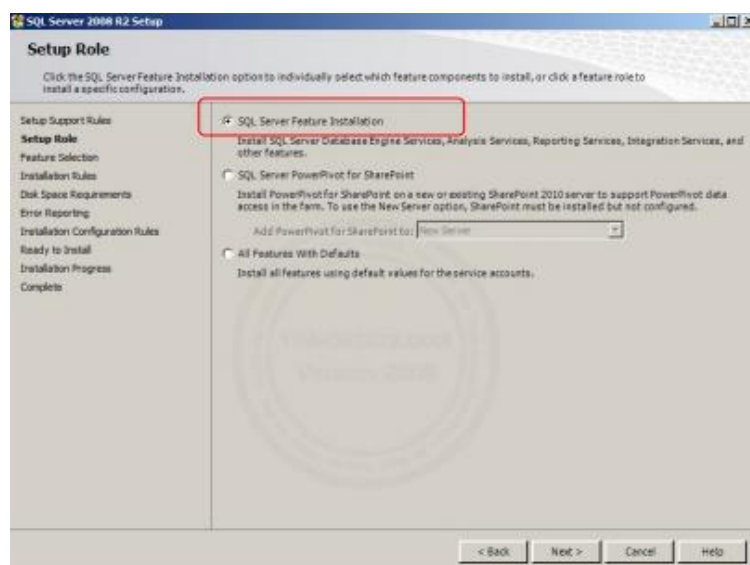 SQL Server 2008 R2 Setup
Setup Role
Click the SQL Server Feature Installation option to individually select which feature components to install, or click a feature role to
install a specific configuration.
Setup Support Rules
Setup Role
Feature Selection
Installation Rules
Disk Space Requirements
Error Reporting
Installation Configuration Rules
Ready to Install
Installation Progress
Complete
SQL Server Feature Installation
Install SQL Server Database Engine Services, Analysis Services, Reporting Services, Integration Services, and
other features.
SQL Server PowerPivot for SharePoint
Install PowerPivot for SharePoint on a new or existing SharePoint 2010 server to support PowerPivot data
access in the farm. To use the New Server option, SharePoint must be installed but not configured.
Add PowerPivot for SharePoint to: New Server
All Features With Defaults
Install all features using default values for the service accounts.
< Back Next > Cancel Help